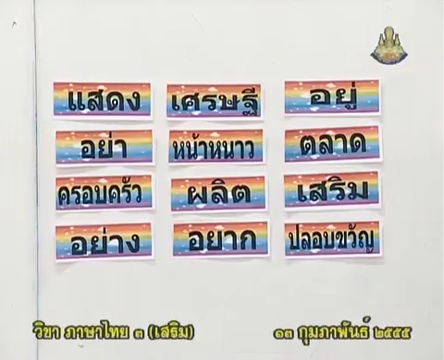 แสดง เศรษฐี อยู่
อย่า หน้าหนาว ตลาด
ครอบครัว ผลิต เสริม
อย่าง อยาก ปลอบขวัญ
วิชา ภาษาไทย ๓ (เสริม) ๑๓ กุมภาพันธ์ ๒๕๕๕